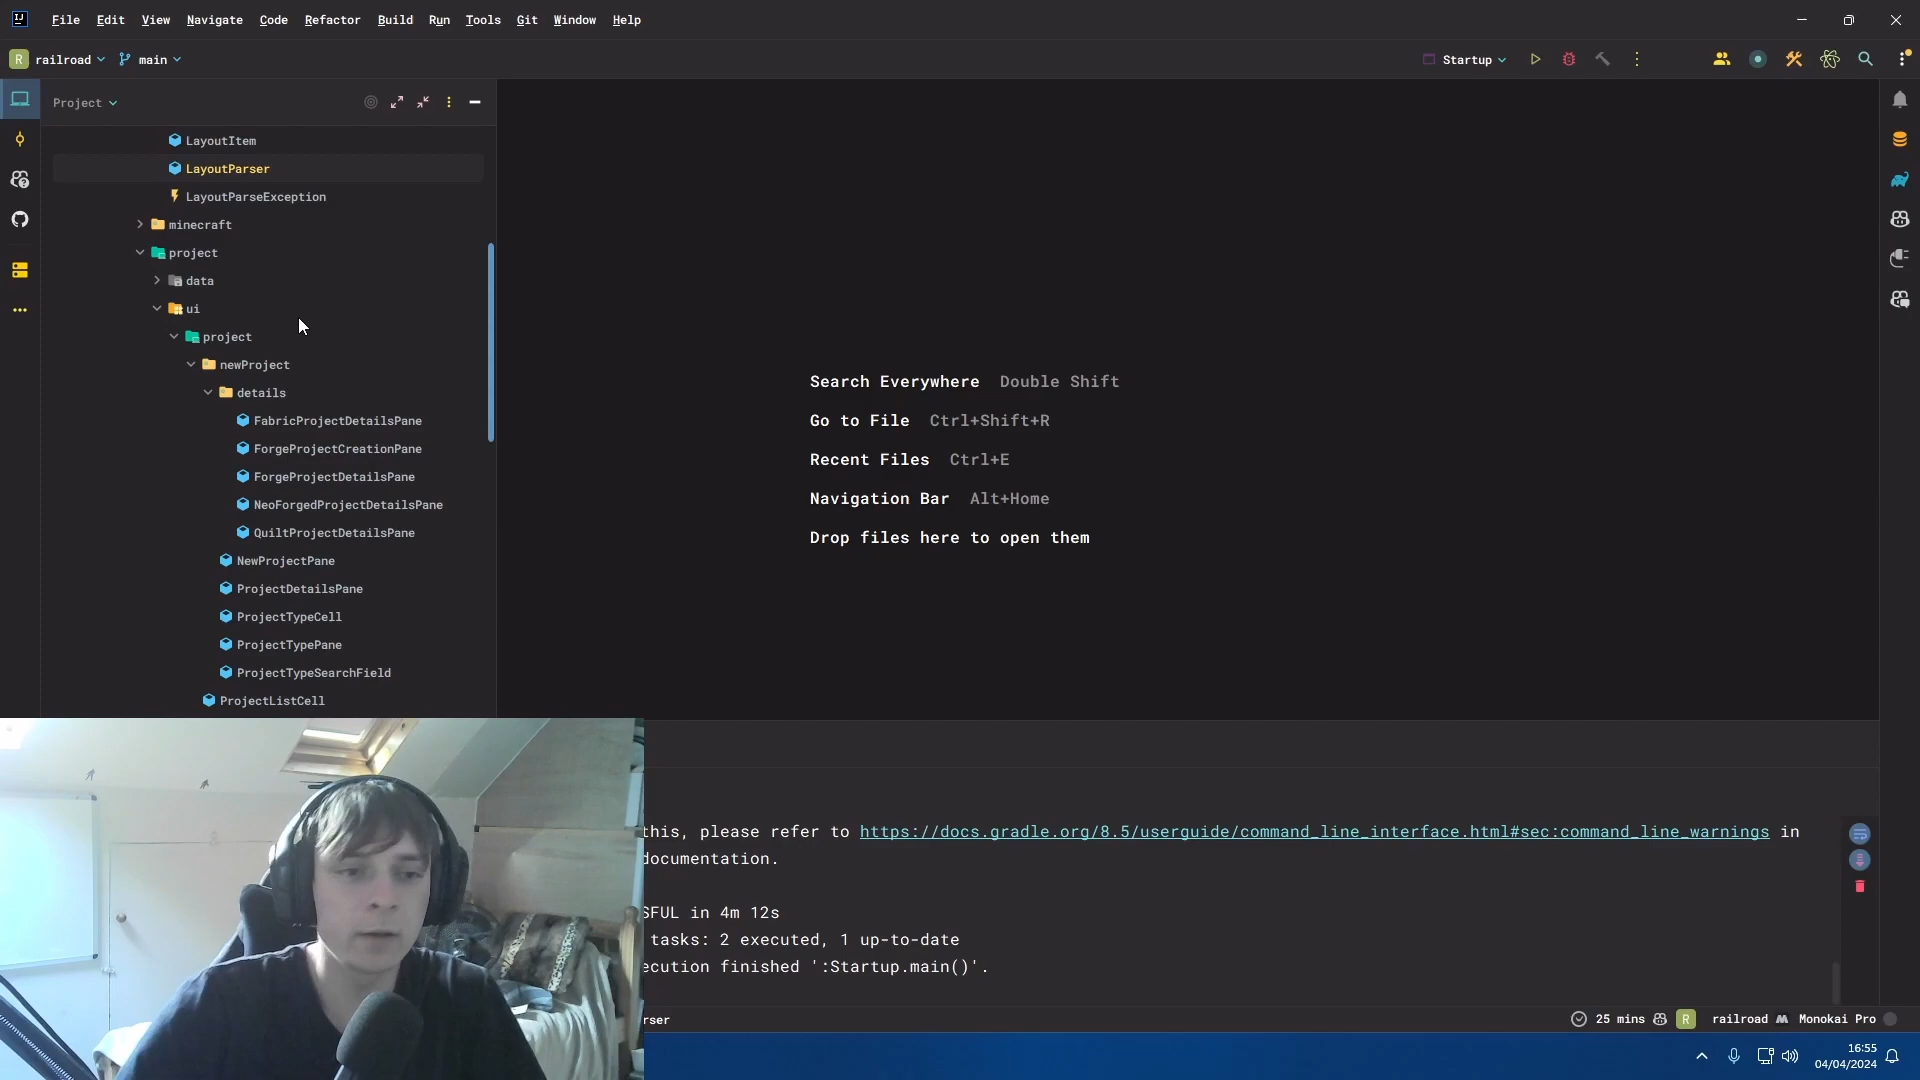 File Edit View Navigate Code Refactor Build Run Tools Git Window Help
R railroad main Startup
Project
LayoutItem
LayoutParser
LayoutParseException
minecraft
project
data
ui
project
newProject
details
FabricProjectDetailsPane
ForgeProjectCreationPane
ForgeProjectDetailsPane
NeoForgedProjectDetailsPane
QuiltProjectDetailsPane
NewProjectPane
ProjectDetailsPane
ProjectTypeCell
ProjectTypePane
ProjectTypeSearchField
ProjectListCell
Search Everywhere Double Shift
Go to File Ctrl+Shift+R
Recent Files Ctrl+E
Navigation Bar Alt+Home
Drop files here to open them
this, please refer to https://docs.gradle.org/8.5/userguide/command_line_interface.html#sec:command_line_warnings in
documentation.
SFUL in 4m 12s
tasks: 2 executed, 1 up-to-date
ecution finished ':Startup.main()'.
rser 25 mins R railroad Monokai Pro
16:55
04/04/2024